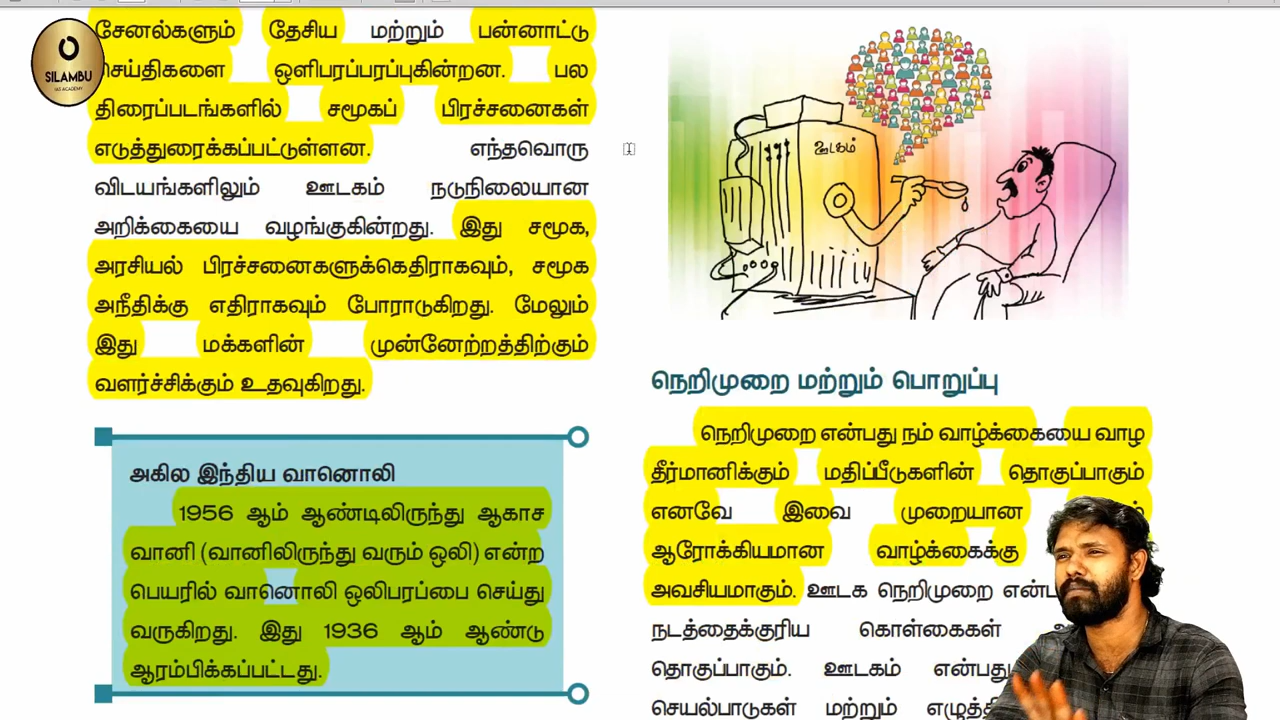 SILAMBU
IAS ACADEMY
சேனல்களும் தேசிய மற்றும் பன்னாட்டு
செய்திகளை ஒளிபரப்பரப்புகின்றன. பல
திரைப்படங்களில் சமூகப் பிரச்சனைகள்
எடுத்துரைக்கப்பட்டுள்ளன. எந்தவொரு
விடயங்களிலும் ஊடகம் நடுநிலையான
அறிக்கையை வழங்குகின்றது. இது சமூக,
அரசியல் பிரச்சனைகளுக்கெதிராகவும், சமூக
அநீதிக்கு எதிராகவும் போராடுகிறது. மேலும்
இது மக்களின் முன்னேற்றத்திற்கும்
வளர்ச்சிக்கும் உதவுகிறது.
அகில இந்திய வானொலி
1956 ஆம் ஆண்டிலிருந்து ஆகாச
வானி (வானிலிருந்து வரும் ஒலி) என்ற
பெயரில் வானொலி ஒலிபரப்பை செய்து
வருகிறது. இது 1936 ஆம் ஆண்டு
ஆரம்பிக்கப்பட்டது.
ஊடகம்
நெறிமுறை மற்றும் பொறுப்பு
நெறிமுறை என்பது நம் வாழ்க்கையை வாழ
தீர்மானிக்கும் மதிப்பீடுகளின் தொகுப்பாகும்
எனவே இவை முறையான
ஆரோக்கியமான வாழ்க்கைக்கு
அவசியமாகும். ஊடக நெறிமுறை
நடத்தைக்குரிய கொள்கைகள்
தொகுப்பாகும். ஊடகம் என்பது
செயல்பாடுகள் மற்றும்